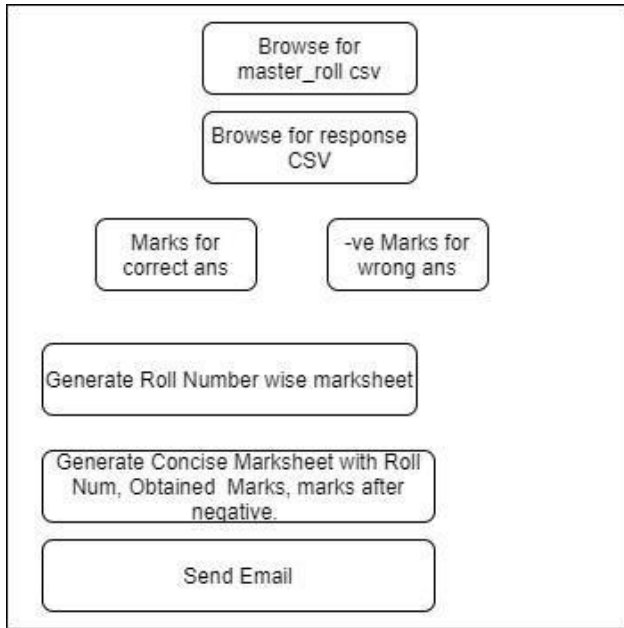 Browse for
master_roll csv
Browse for response
CSV
Marks for
correct ans
-ve Marks for
wrong ans
Generate Roll Number wise marksheet
Generate Concise Marksheet with Roll
Num, Obtained Marks, marks after
negative.
Send Email